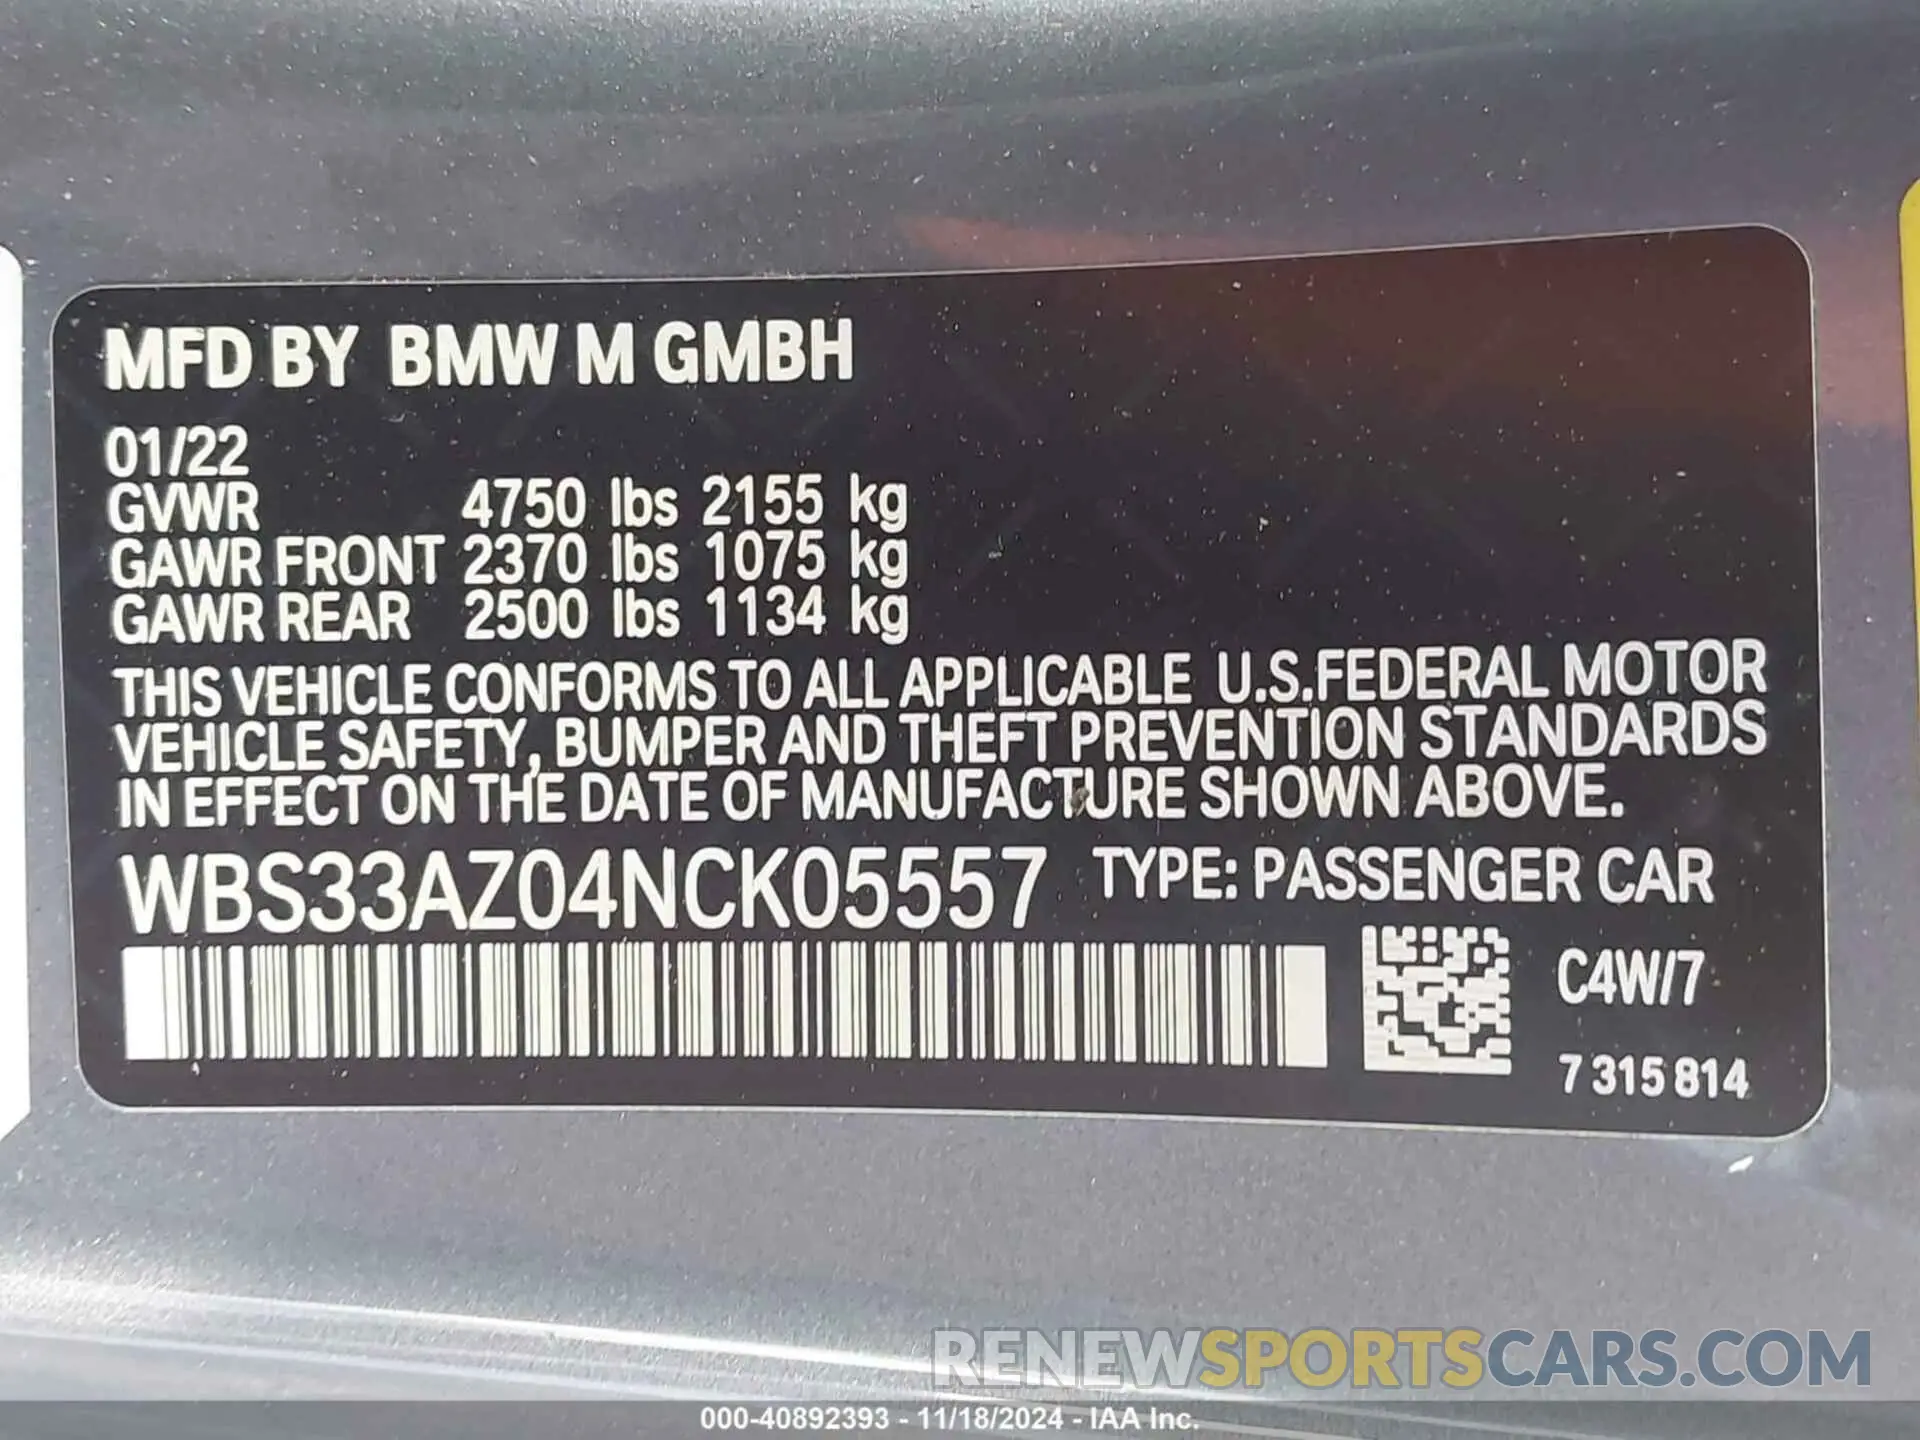 MFD BY BMW M GMBH
01/22
GVWR 4750 lbs 2155 kg
GAWR FRONT 2370 lbs 1075 kg
GAWR REAR 2500 lbs 1134 kg
THIS VEHICLE CONFORMS TO ALL APPLICABLE U.S.FEDERAL MOTOR
VEHICLE SAFETY, BUMPER AND THEFT PREVENTION STANDARDS
IN EFFECT ON THE DATE OF MANUFACTURE SHOWN ABOVE.
WBS33AZ04NCK05557 TYPE: PASSENGER CAR
C4W/7
7 315 814
RENEWSPORTSCARS.COM
000-40892393 - 11/18/2024 - IAA Inc.